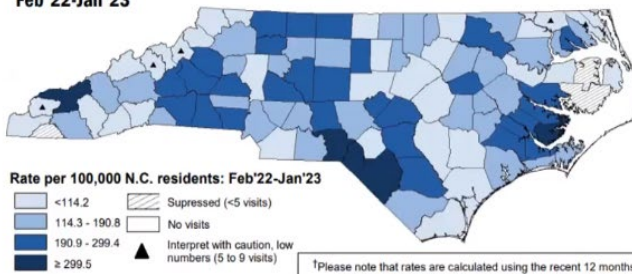 Feb'22-Jan'23
Rate per 100,000 N.C. residents: Feb'22-Jan'23
<114.2
114.3 - 190.8
190.9 - 299.4
≥ 299.5
Supressed (<5 visits)
No visits
Interpret with caution, low
numbers (5 to 9 visits)
†Please note that rates are calculated using the recent 12 months